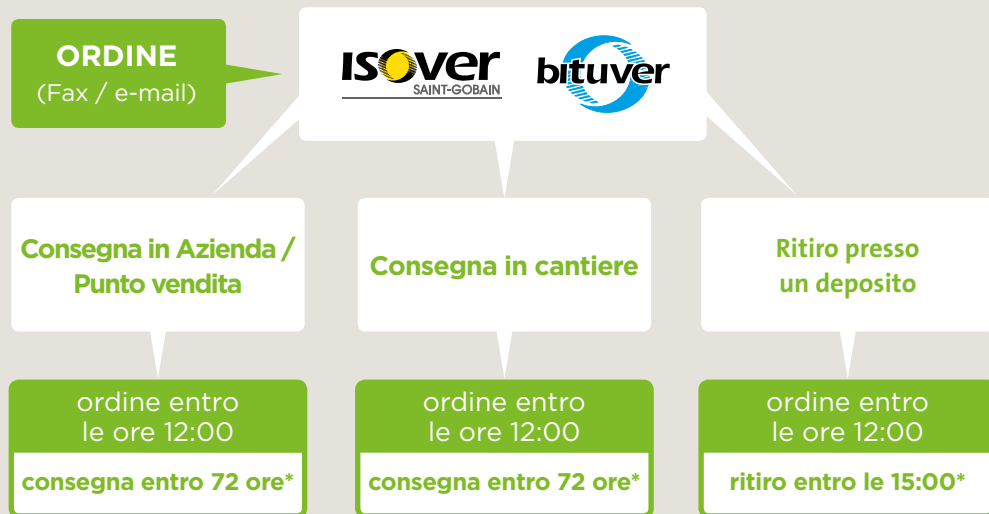 ORDINE
(Fax / e-mail)
ISOVER
SAINT-GOBAIN
bituver
Consegna in Azienda /
Punto vendita
Consegna in cantiere
Ritiro presso
un deposito
ordine entro
le ore 12:00
consegna entro 72 ore*
ordine entro
le ore 12:00
consegna entro 72 ore*
ordine entro
le ore 12:00
ritiro entro le 15:00*